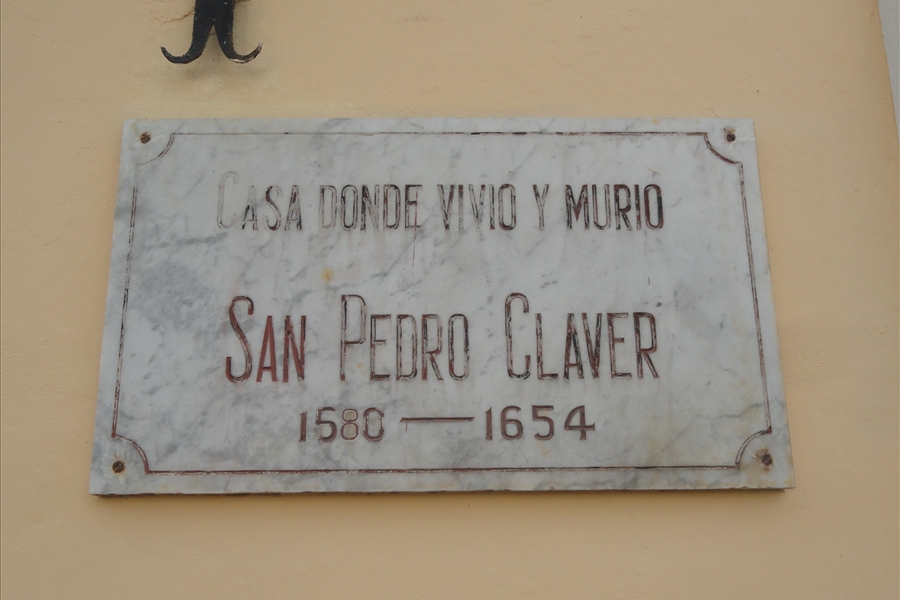 CASA DONDE VIVIO Y MURIO
SAN PEDRO CLAVER
1580 — 1654